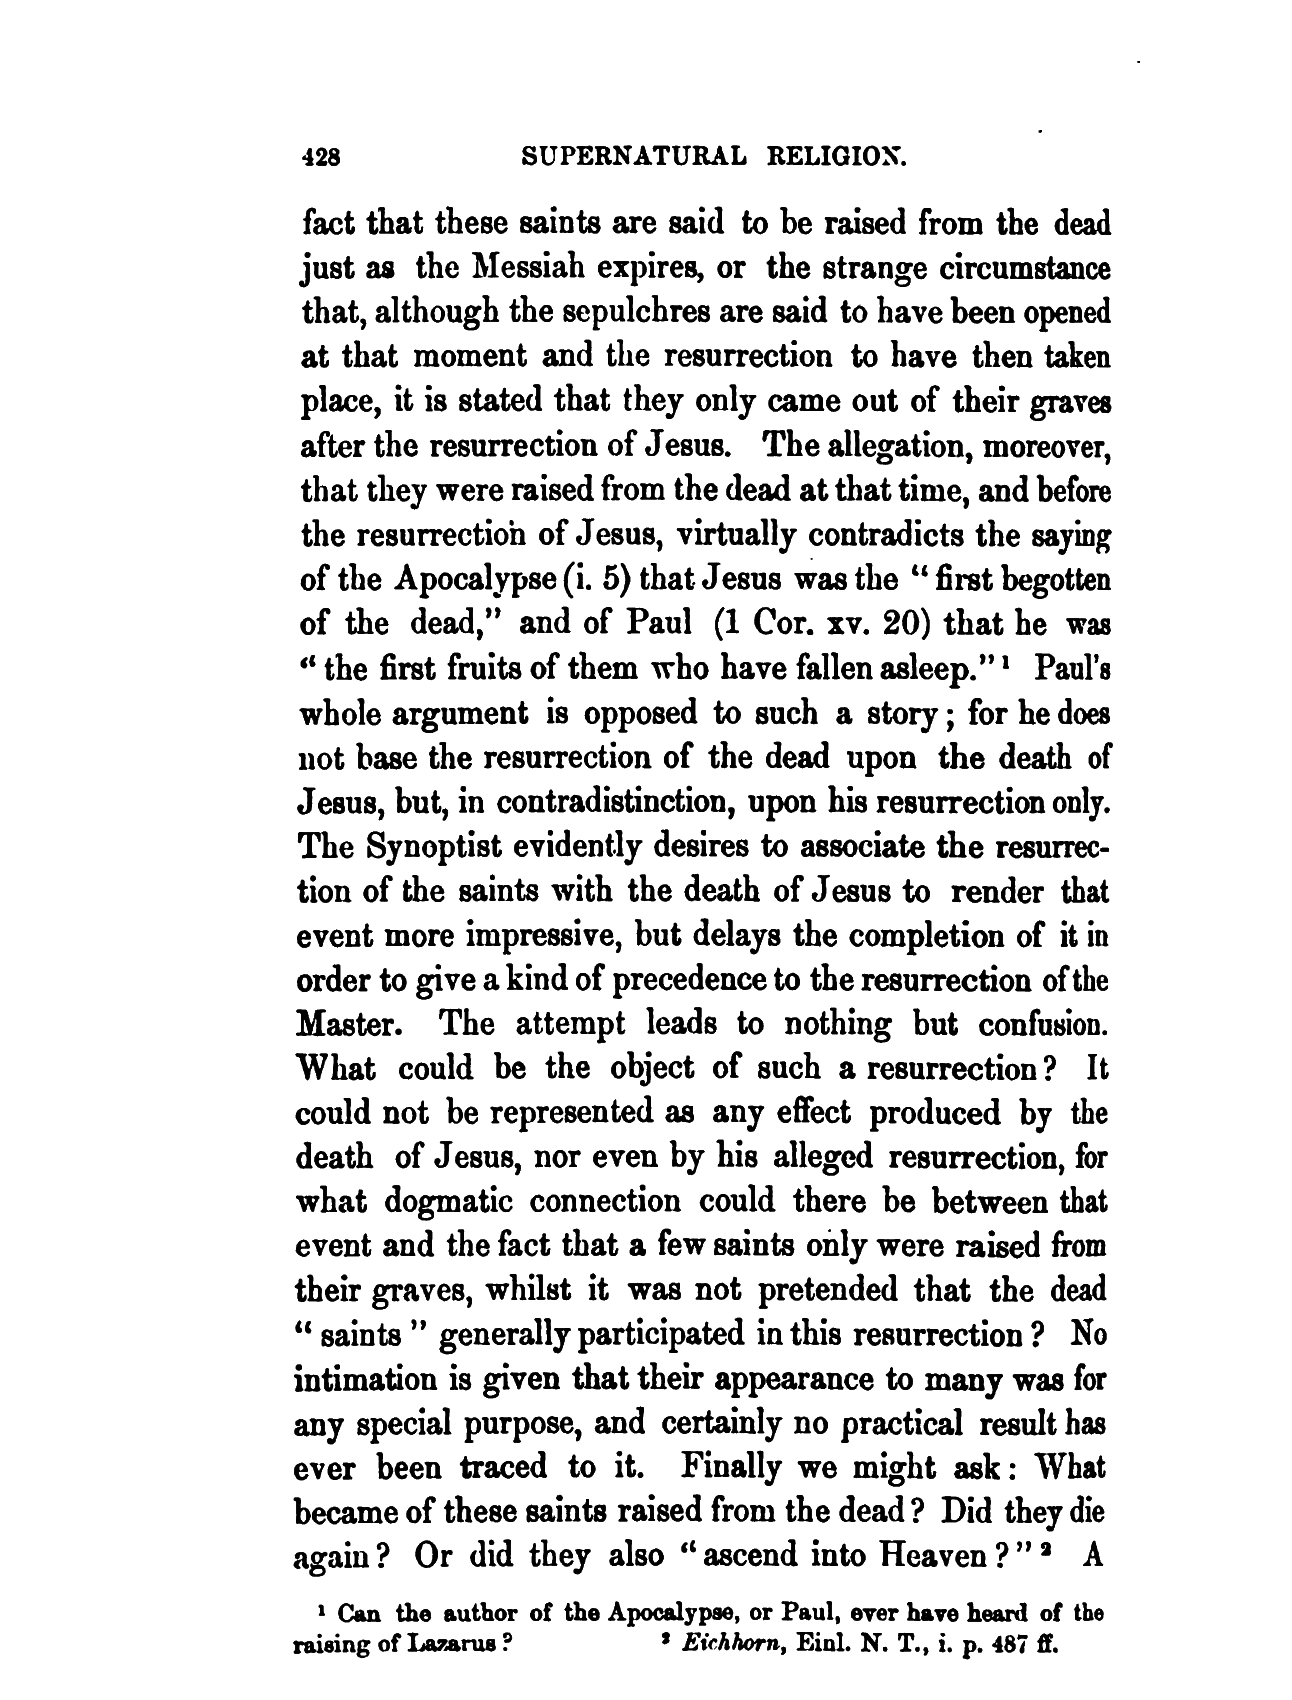 428 SUPERNATURAL RELIGION.
fact that these saints are said to be raised from the dead
just as the Messiah expires, or the strange circumstance
that, although the sepulchres are said to have been opened
at that moment and the resurrection to have then taken
place, it is stated that they only came out of their graves
after the resurrection of Jesus. The allegation, moreover,
that they were raised from the dead at that time, and before
the resurrection of Jesus, virtually contradicts the saying
of the Apocalypse (i. 5) that Jesus was the “first begotten
of the dead,” and of Paul (1 Cor. xv. 20) that he was
“the first fruits of them who have fallen asleep.”¹ Paul's
whole argument is opposed to such a story; for he does
not base the resurrection of the dead upon the death of
Jesus, but, in contradistinction, upon his resurrection only.
The Synoptist evidently desires to associate the resurrec-
tion of the saints with the death of Jesus to render that
event more impressive, but delays the completion of it in
order to give a kind of precedence to the resurrection of the
Master. The attempt leads to nothing but confusion.
What could be the object of such a resurrection? It
could not be represented as any effect produced by the
death of Jesus, nor even by his alleged resurrection, for
what dogmatic connection could there be between that
event and the fact that a few saints only were raised from
their graves, whilst it was not pretended that the dead
“saints” generally participated in this resurrection? No
intimation is given that their appearance to many was for
any special purpose, and certainly no practical result has
ever been traced to it. Finally we might ask: What
became of these saints raised from the dead? Did they die
again? Or did they also “ascend into Heaven?”² A
¹ Can the author of the Apocalypse, or Paul, ever have heard of the
raising of Lazarus? ² Eichhorn, Einl. N. T., i. p. 487 ff.